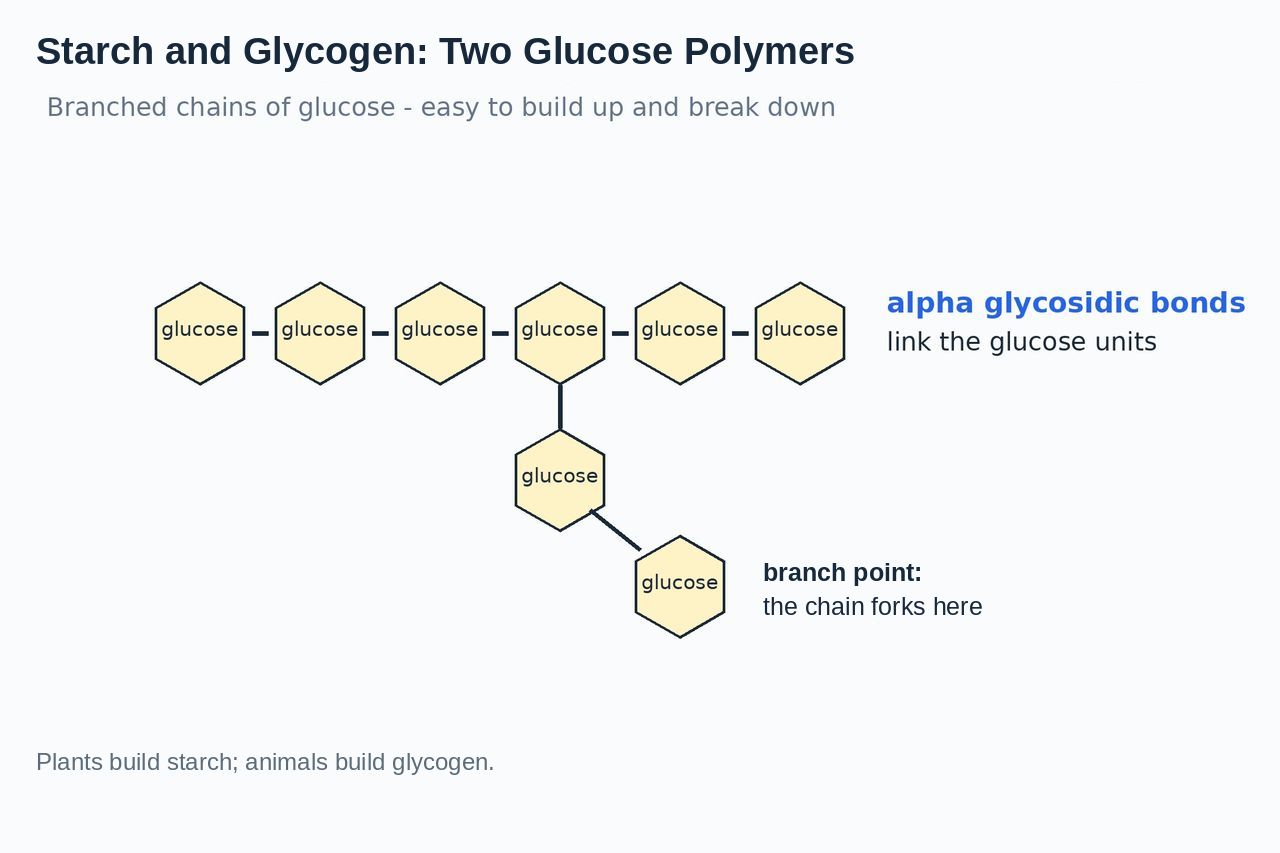 Starch and Glycogen: Two Glucose Polymers
Branched chains of glucose - easy to build up and break down
glucose glucose glucose glucose glucose glucose
alpha glycosidic bonds
link the glucose units
glucose
glucose
branch point:
the chain forks here
Plants build starch; animals build glycogen.